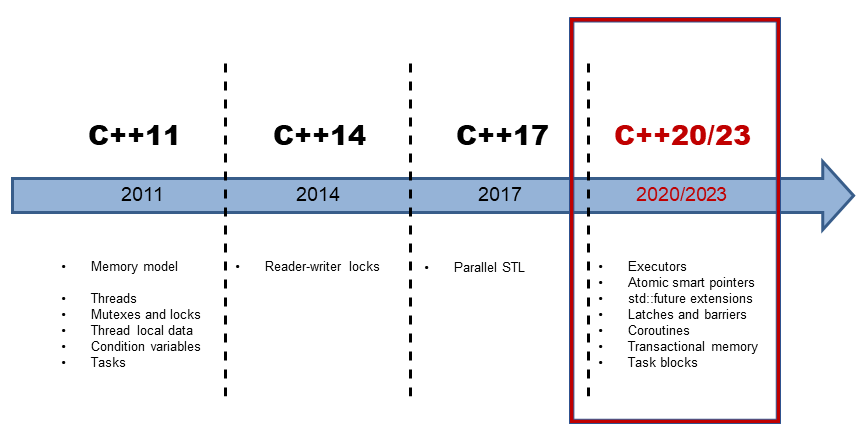 C++11
C++14
C++17
C++20/23
2011
2014
2017
2020/2023
• Memory model
• Threads
• Mutexes and locks
• Thread local data
• Condition variables
• Tasks
• Reader-writer locks
• Parallel STL
• Executors
• Atomic smart pointers
• std::future extensions
• Latches and barriers
• Coroutines
• Transactional memory
• Task blocks